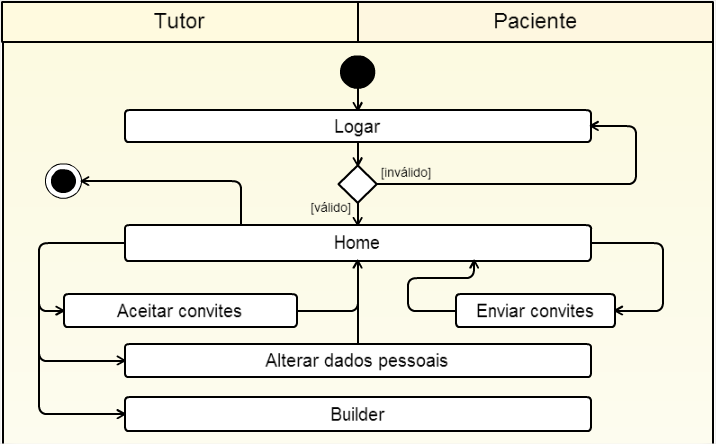 Tutor
Paciente
Logar
[inválido]
[válido]
Home
Aceitar convites
Enviar convites
Alterar dados pessoais
Builder